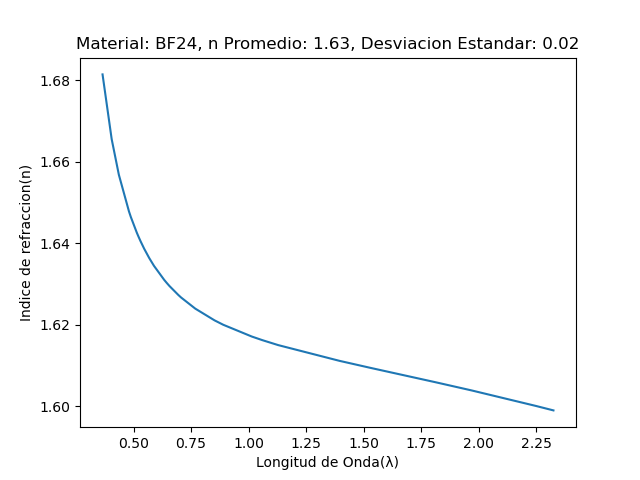 Material: BF24, n Promedio: 1.63, Desviacion Estandar: 0.02
1.68
1.66
1.64
1.62
1.60
Indice de refraccion(n)
0.50 0.75 1.00 1.25 1.50 1.75 2.00 2.25
Longitud de Onda(λ)